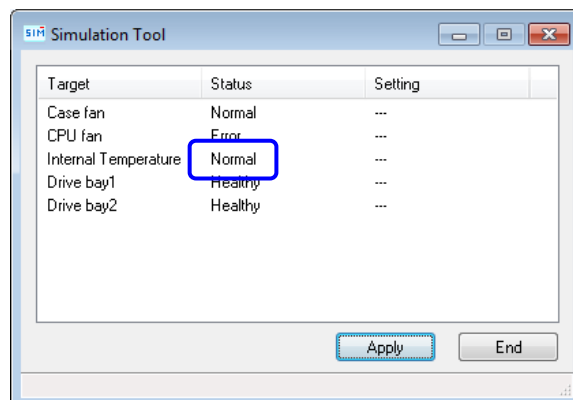 SIM Simulation Tool
Target Status Setting
Case fan Normal ---
CPU fan Error ---
Internal Temperature Normal ---
Drive bay1 Healthy ---
Drive bay2 Healthy ---
Apply End